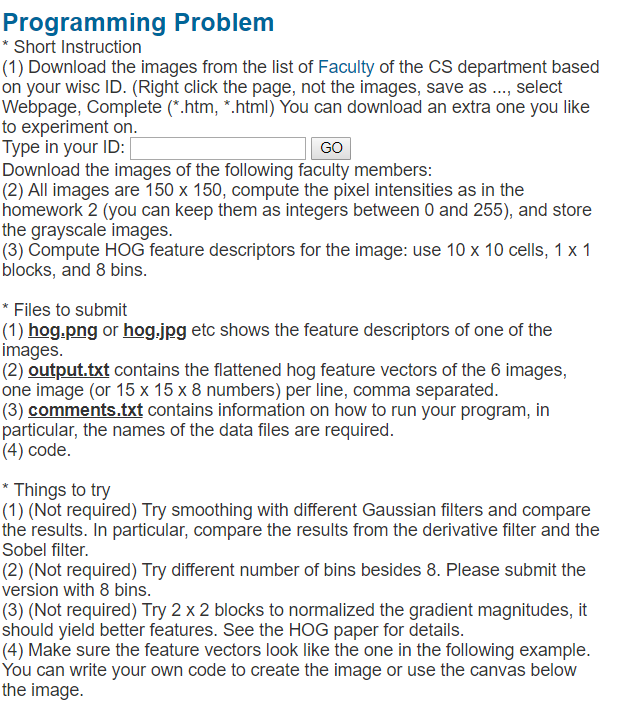 Programming Problem
* Short Instruction
(1) Download the images from the list of Faculty of the CS department based
on your wisc ID. (Right click the page, not the images, save as ..., select
Webpage, Complete (*.htm, *.html) You can download an extra one you like
to experiment on.
Type in your ID: GO
Download the images of the following faculty members:
(2) All images are 150 x 150, compute the pixel intensities as in the
homework 2 (you can keep them as integers between 0 and 255), and store
the grayscale images.
(3) Compute HOG feature descriptors for the image: use 10 x 10 cells, 1 x 1
blocks, and 8 bins.
* Files to submit
(1) hog.png or hog.jpg etc shows the feature descriptors of one of the
images.
(2) output.txt contains the flattened hog feature vectors of the 6 images,
one image (or 15 x 15 x 8 numbers) per line, comma separated.
(3) comments.txt contains information on how to run your program, in
particular, the names of the data files are required.
(4) code.
* Things to try
(1) (Not required) Try smoothing with different Gaussian filters and compare
the results. In particular, compare the results from the derivative filter and the
Sobel filter.
(2) (Not required) Try different number of bins besides 8. Please submit the
version with 8 bins.
(3) (Not required) Try 2 x 2 blocks to normalized the gradient magnitudes, it
should yield better features. See the HOG paper for details.
(4) Make sure the feature vectors look like the one in the following example.
You can write your own code to create the image or use the canvas below
the image.